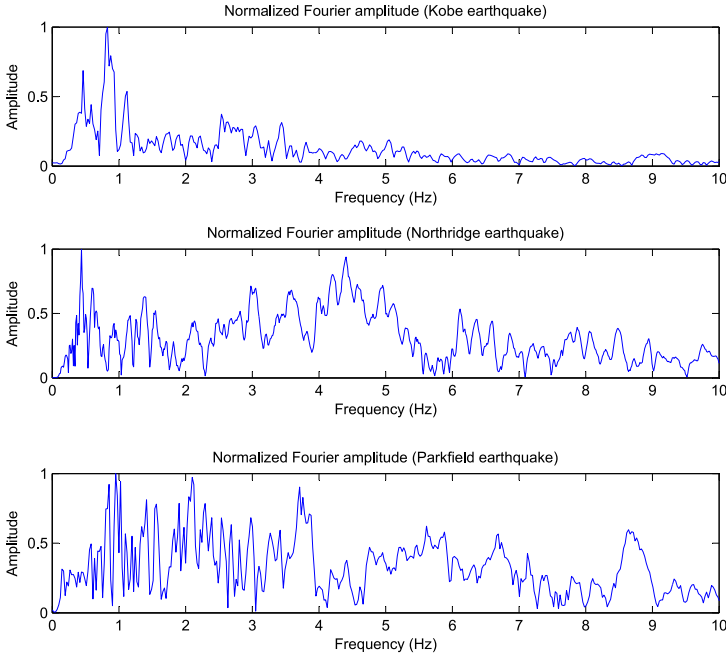 Normalized Fourier amplitude (Kobe earthquake)
1
0.5
0
Amplitude
0 1 2 3 4 5 6 7 8 9 10
Frequency (Hz)
Normalized Fourier amplitude (Northridge earthquake)
1
0.5
0
Amplitude
0 1 2 3 4 5 6 7 8 9 10
Frequency (Hz)
Normalized Fourier amplitude (Parkfield earthquake)
1
0.5
0
Amplitude
0 1 2 3 4 5 6 7 8 9 10
Frequency (Hz)